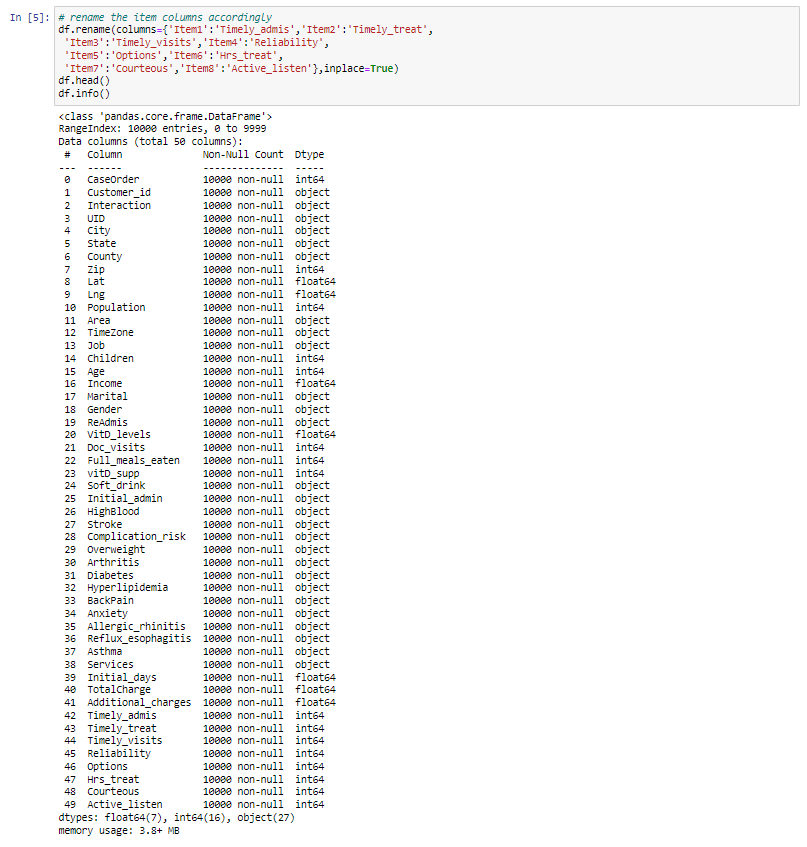 In [5]: # rename the item columns accordingly
df.rename(columns={'Item1':'Timely_admis','Item2':'Timely_treat',
'Item3':'Timely_visits','Item4':'Reliability',
'Item5':'Options','Item6':'Hrs_treat',
'Item7':'Courteous','Item8':'Active_listen'},inplace=True)
df.head()
df.info()
<class 'pandas.core.frame.DataFrame'>
RangeIndex: 10000 entries, 0 to 9999
Data columns (total 50 columns):
# Column Non-Null Count Dtype
--- ------ -------------- -----
0 CaseOrder 10000 non-null int64
1 Customer_id 10000 non-null object
2 Interaction 10000 non-null object
3 UID 10000 non-null object
4 City 10000 non-null object
5 State 10000 non-null object
6 County 10000 non-null object
7 Zip 10000 non-null int64
8 Lat 10000 non-null float64
9 Lng 10000 non-null float64
10 Population 10000 non-null int64
11 Area 10000 non-null object
12 TimeZone 10000 non-null object
13 Job 10000 non-null object
14 Children 10000 non-null int64
15 Age 10000 non-null int64
16 Income 10000 non-null float64
17 Marital 10000 non-null object
18 Gender 10000 non-null object
19 ReAdmis 10000 non-null object
20 VitD_levels 10000 non-null float64
21 Doc_visits 10000 non-null int64
22 Full_meals_eaten 10000 non-null int64
23 vitD_supp 10000 non-null int64
24 Soft_drink 10000 non-null object
25 Initial_admin 10000 non-null object
26 HighBlood 10000 non-null object
27 Stroke 10000 non-null object
28 Complication_risk 10000 non-null object
29 Overweight 10000 non-null object
30 Arthritis 10000 non-null object
31 Diabetes 10000 non-null object
32 Hyperlipidemia 10000 non-null object
33 BackPain 10000 non-null object
34 Anxiety 10000 non-null object
35 Allergic_rhinitis 10000 non-null object
36 Reflux_esophagitis 10000 non-null object
37 Asthma 10000 non-null object
38 Services 10000 non-null object
39 Initial_days 10000 non-null float64
40 TotalCharge 10000 non-null float64
41 Additional_charges 10000 non-null float64
42 Timely_admis 10000 non-null int64
43 Timely_treat 10000 non-null int64
44 Timely_visits 10000 non-null int64
45 Reliability 10000 non-null int64
46 Options 10000 non-null int64
47 Hrs_treat 10000 non-null int64
48 Courteous 10000 non-null int64
49 Active_listen 10000 non-null int64
dtypes: float64(7), int64(16), object(27)
memory usage: 3.8+ MB